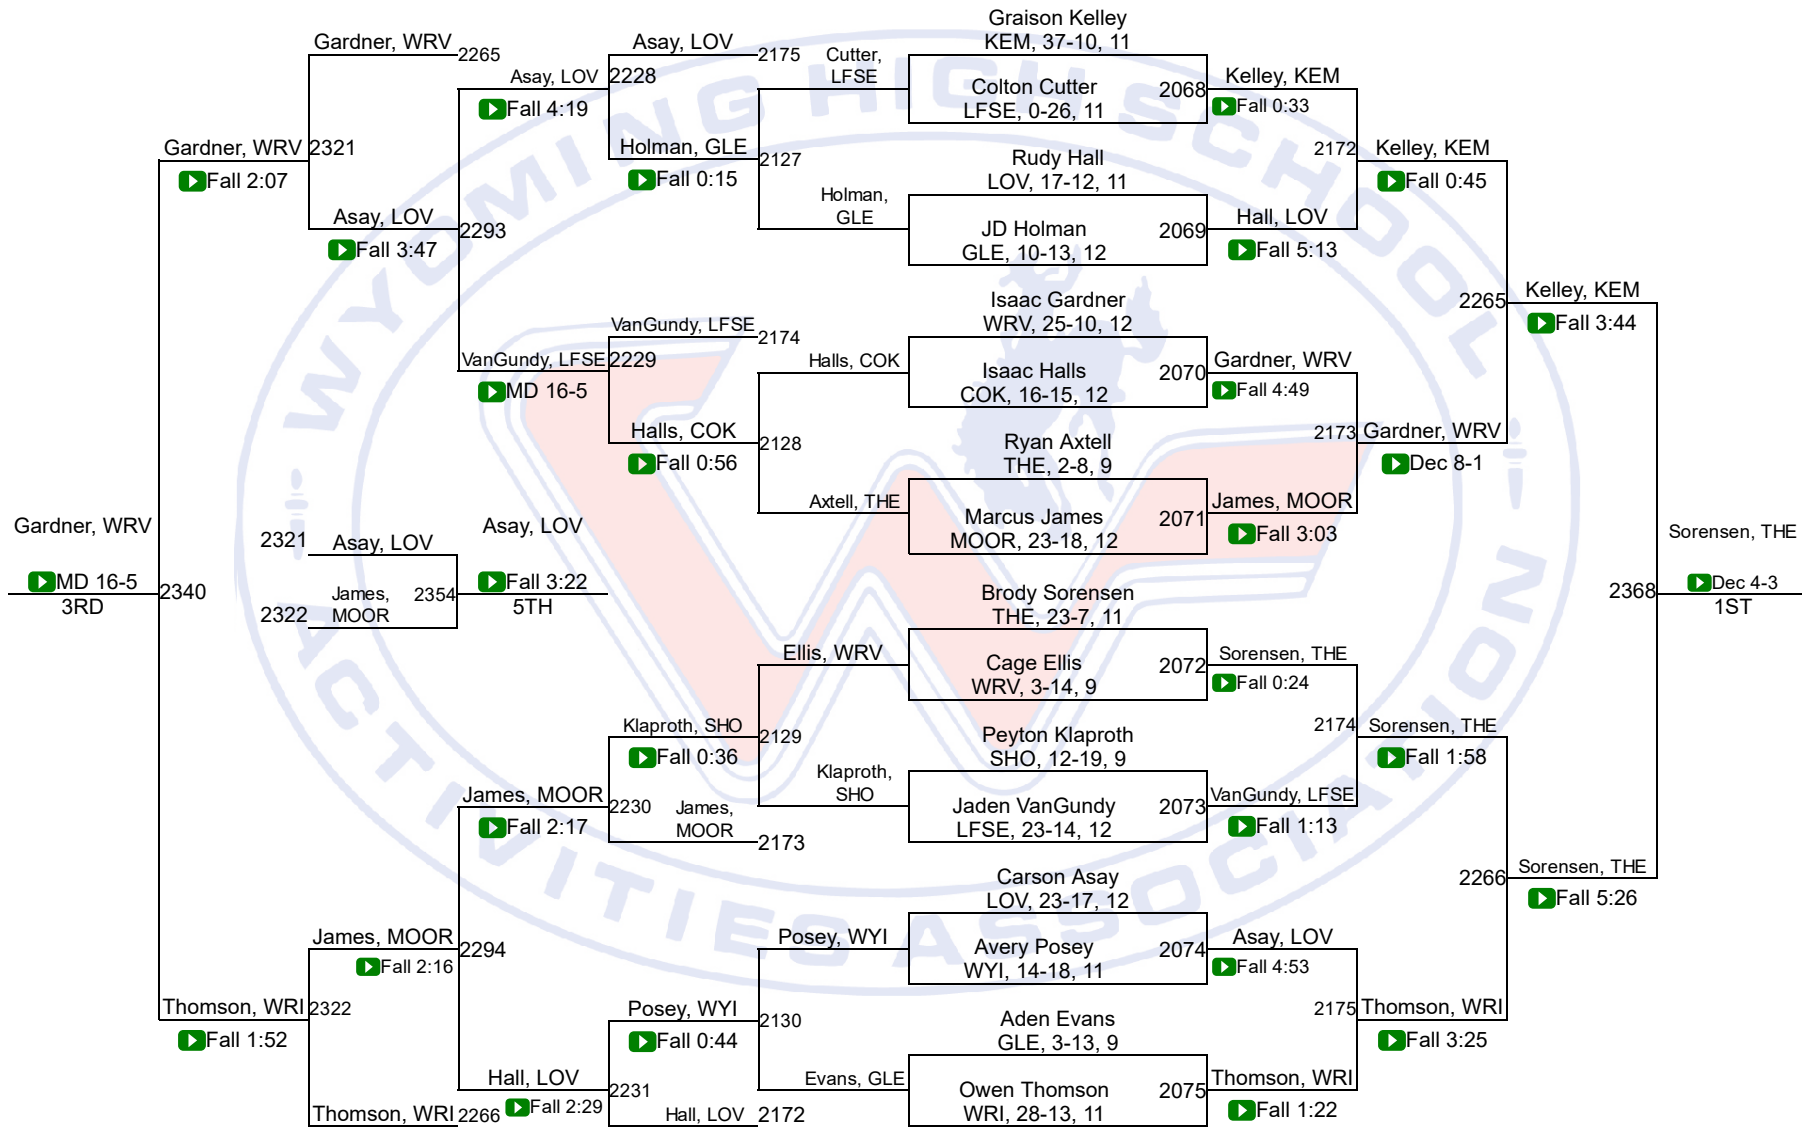 Graison Kelley
KEM, 37-10, 11
Gardner, WRV
2265
Asay, LOV
2175
Cutter,
LFSE
Asay, LOV
2228
Fall 4:19
Colton Cutter
LFSE, 0-26, 11
2068
Kelley, KEM
Fall 0:33
Gardner, WRV
2321
Fall 2:07
Holman, GLE
2127
Fall 0:15
Rudy Hall
LOV, 17-12, 11
2172
Kelley, KEM
Fall 0:45
Asay, LOV
2293
Fall 3:47
Holman,
GLE
JD Holman
GLE, 10-13, 12
2069
Hall, LOV
Fall 5:13
Isaac Gardner
WRV, 25-10, 12
2265
Kelley, KEM
Fall 3:44
VanGundy, LFSE
2174
VanGundy, LFSE
2229
MD 16-5
Halls, COK
Isaac Halls
COK, 16-15, 12
2070
Gardner, WRV
Fall 4:49
Halls, COK
2128
Fall 0:56
Ryan Axtell
THE, 2-8, 9
2173
Gardner, WRV
Dec 8-1
Axtell, THE
Marcus James
MOOR, 23-18, 12
2071
James, MOOR
Fall 3:03
Gardner, WRV
MD 16-5
3RD
2340
2321
Asay, LOV
James,
MOOR
2322
2354
Asay, LOV
Fall 3:22
5TH
Sorensen, THE
2368
Dec 4-3
1ST
Brody Sorensen
THE, 23-7, 11
Ellis, WRV
Cage Ellis
WRV, 3-14, 9
2072
Sorensen, THE
Fall 0:24
Klaproth, SHO
2129
Fall 0:36
Peyton Klaproth
SHO, 12-19, 9
2174
Sorensen, THE
Fall 1:58
Klaproth,
SHO
James, MOOR
2230
Fall 2:17
James,
MOOR
2173
Jaden VanGundy
LFSE, 23-14, 12
2073
VanGundy, LFSE
Fall 1:13
Carson Asay
LOV, 23-17, 12
2266
Sorensen, THE
Fall 5:26
James, MOOR
2294
Fall 2:16
Posey, WYI
Avery Posey
WYI, 14-18, 11
2074
Asay, LOV
Fall 4:53
Thomson, WRI
2322
Fall 1:52
Posey, WYI
2130
Fall 0:44
Aden Evans
GLE, 3-13, 9
2175
Thomson, WRI
Fall 3:25
Hall, LOV
2231
Fall 2:29
Evans, GLE
Owen Thomson
WRI, 28-13, 11
2075
Thomson, WRI
Fall 1:22
Thomson, WRI
2266
Hall, LOV
2172
WYOMING HIGH SCHOOL
ACTIVITIES ASSOCIATION